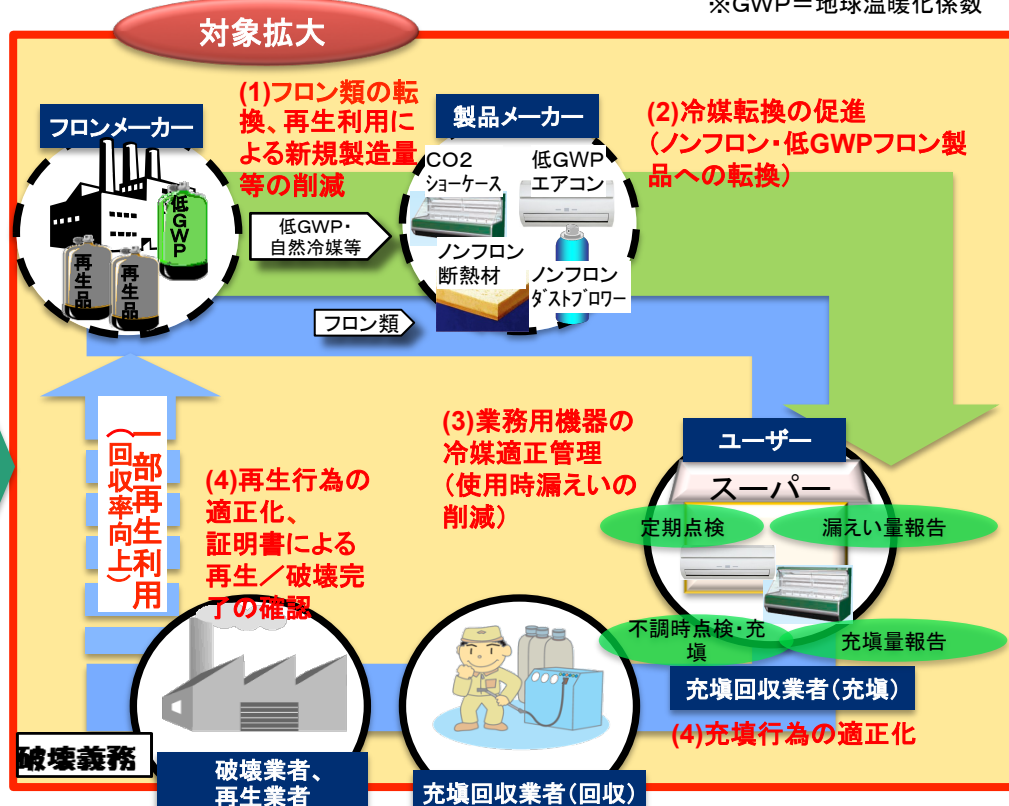 ※GWP＝地球温暖化係数
対象拡大
フロンメーカー
(1)フロン類の転
換、再生利用に
よる新規製造量
等の削減
製品メーカー
(2)冷媒転換の促進
（ノンフロン・低GWPフロン製
品への転換）
低GWP
再生品
再生品
低GWP・
自然冷媒等
CO2
ショーケース
低GWP
エアコン
ノンフロン
断熱材
ノンフロン
ダストブロワー
フロン類
一部再生利用
（回収率向上）
(4)再生行為の
適正化、
証明書による
再生／破壊完
了の確認
(3)業務用機器の
冷媒適正管理
（使用時漏えいの
削減）
ユーザー
スーパー
定期点検
漏えい量報告
不調時点検・充
塡
充塡量報告
充塡回収業者（充塡）
(4)充塡行為の適正化
破壊義務
破壊業者、
再生業者
充塡回収業者（回収）